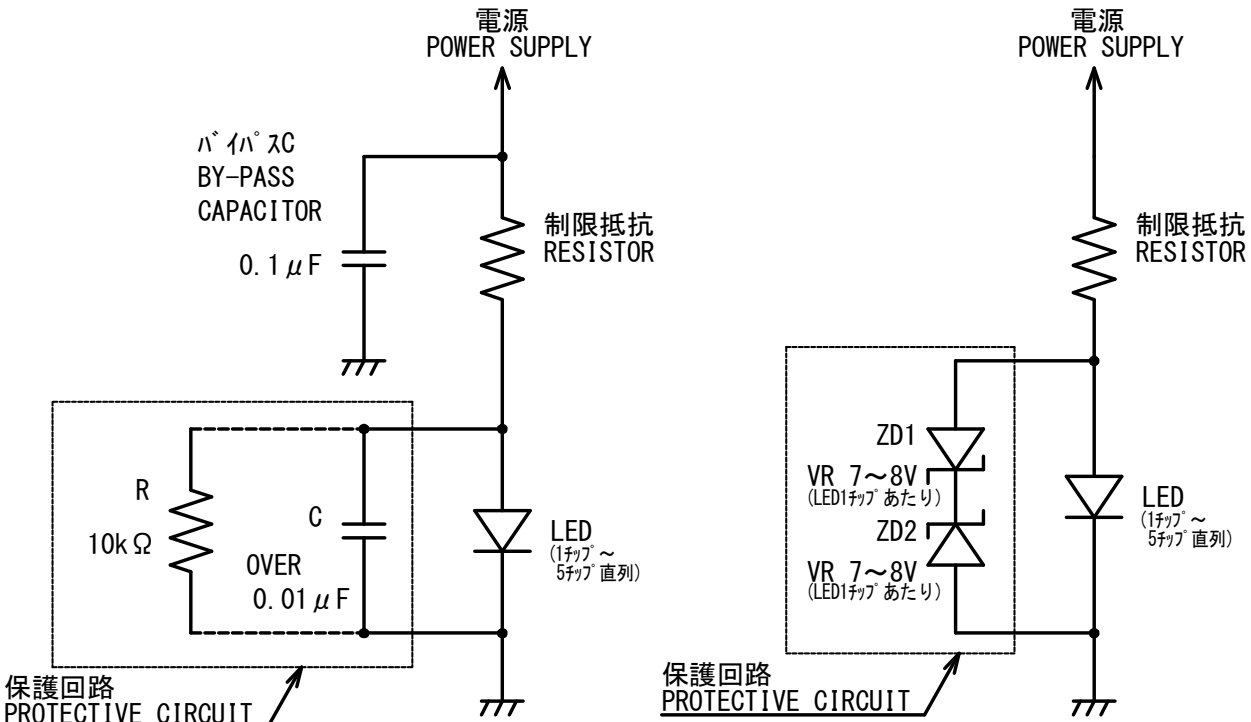 電源
POWER SUPPLY
バイパスC
BY-PASS
CAPACITOR
0.1μF
制限抵抗
RESISTOR
R
10kΩ
C
OVER
0.01μF
LED
(1チップ~
5チップ直列)
保護回路
PROTECTIVE CIRCUIT
電源
POWER SUPPLY
制限抵抗
RESISTOR
ZD1
VR 7~8V
(LED1チップあたり)
ZD2
VR 7~8V
(LED1チップあたり)
LED
(1チップ~
5チップ直列)
保護回路
PROTECTIVE CIRCUIT